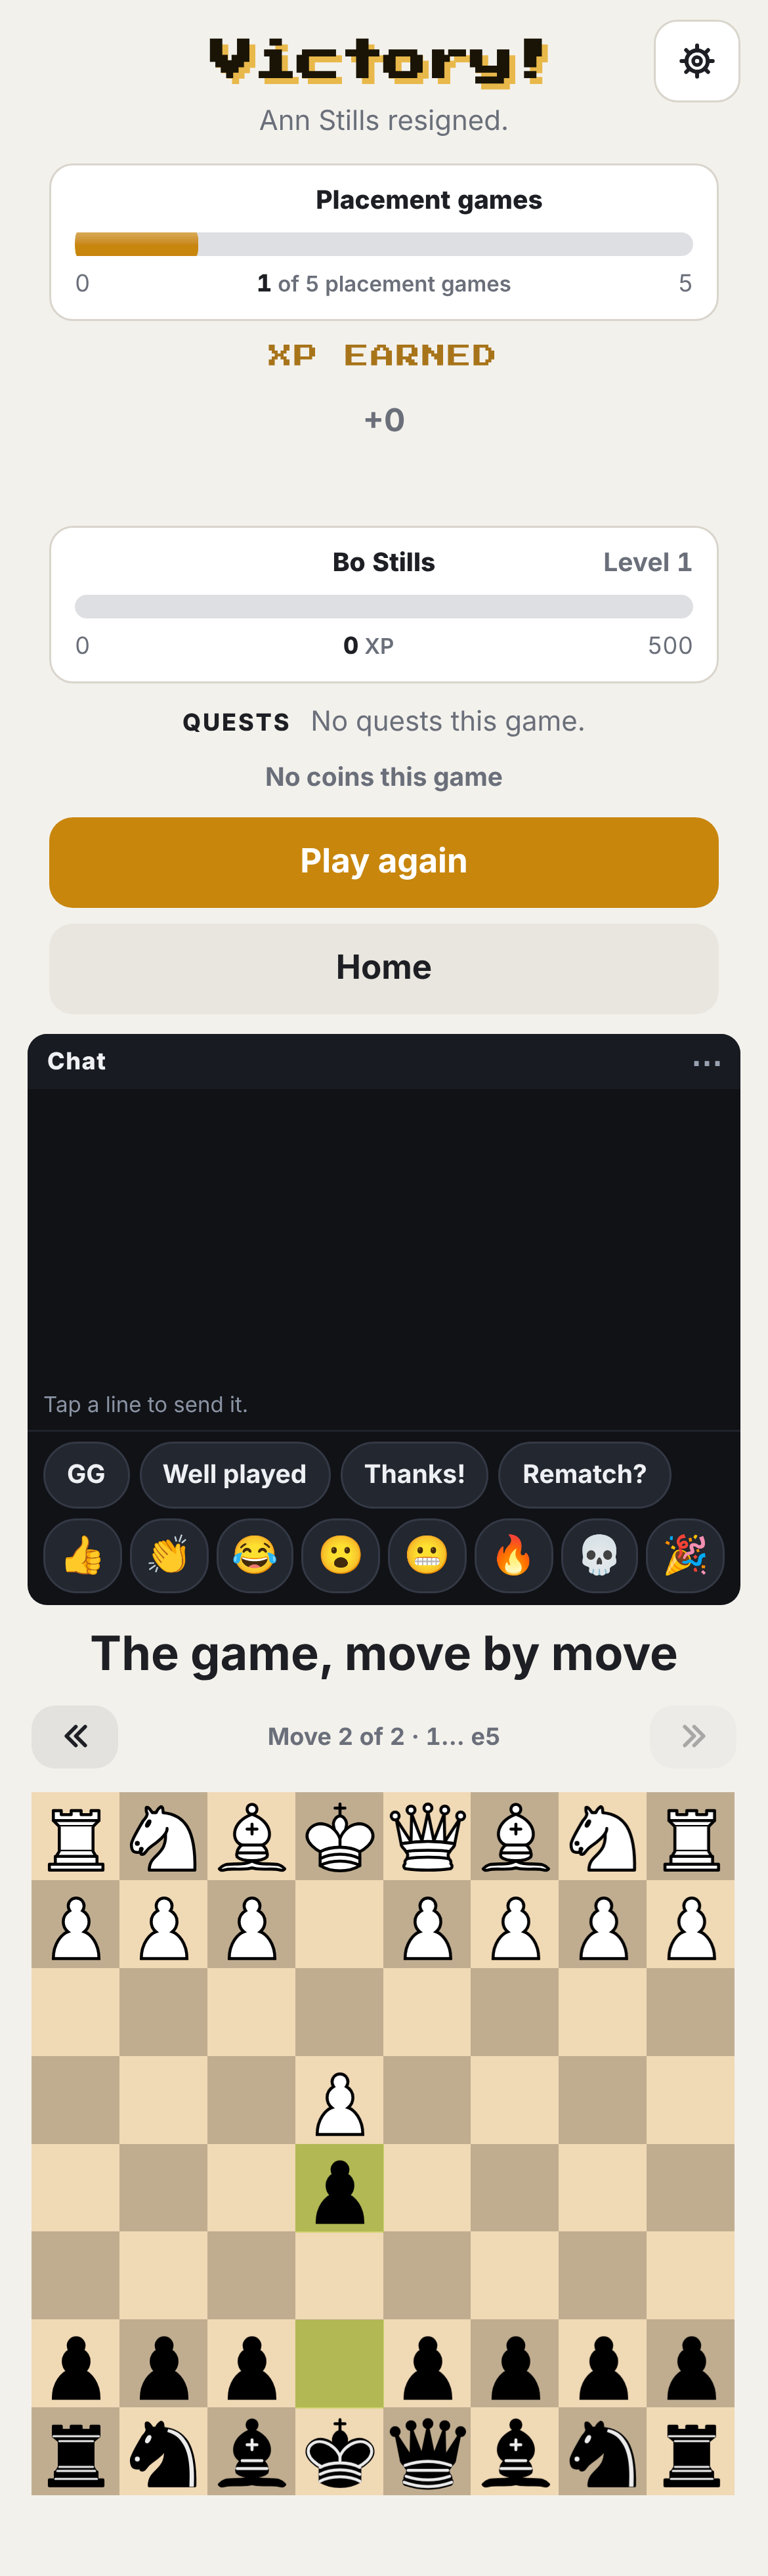 Victory!
Ann Stills resigned.
Placement games
0 1 of 5 placement games 5
XP EARNED
+0
Bo Stills Level 1
0 0 XP 500
QUESTS No quests this game.
No coins this game
Play again
Home
Chat
Tap a line to send it.
GG Well played Thanks! Rematch?
The game, move by move
Move 2 of 2 · 1... e5